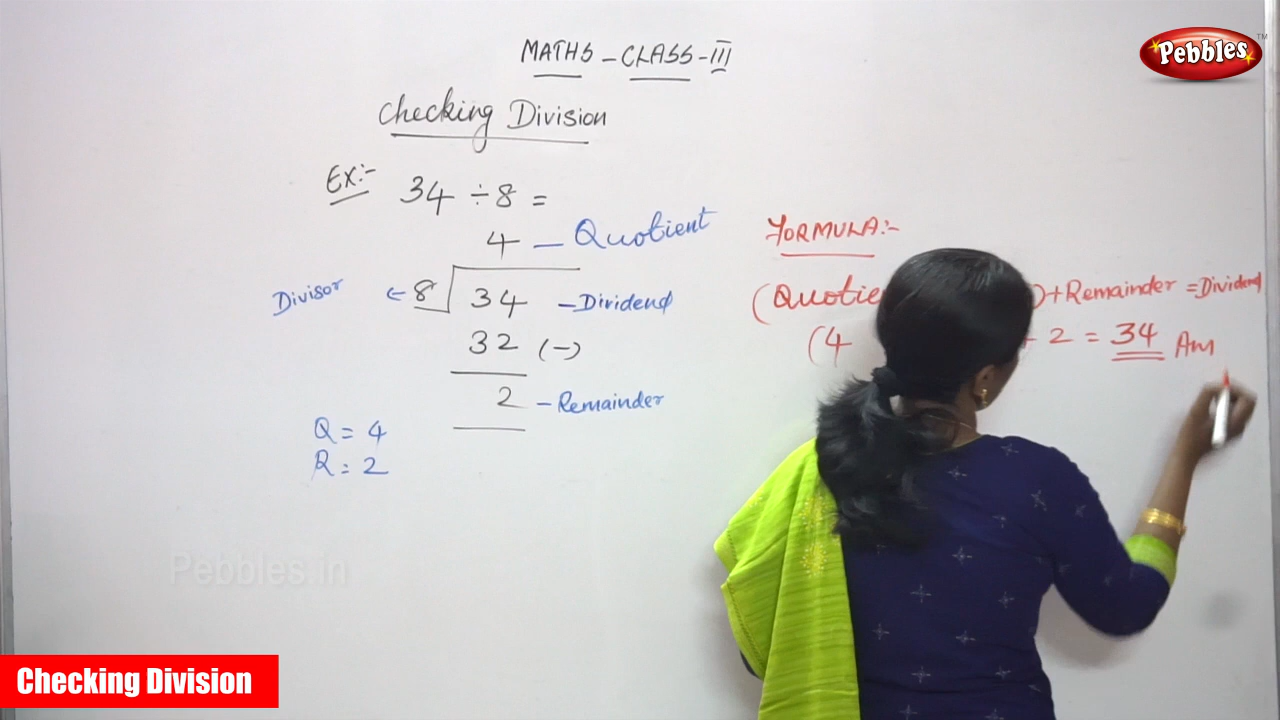 MATHS - CLASS - III
Pebbles™
Checking Division
EX:- 34 ÷ 8 =
4 - Quotient
Divisor ← 8 34 - Dividend
32 (-)
2 - Remainder
Q = 4
R = 2
FORMULA:-
(Quotie ) + Remainder = Dividend
(4 + 2 = 34 Ans
Pebbles.in
Checking Division